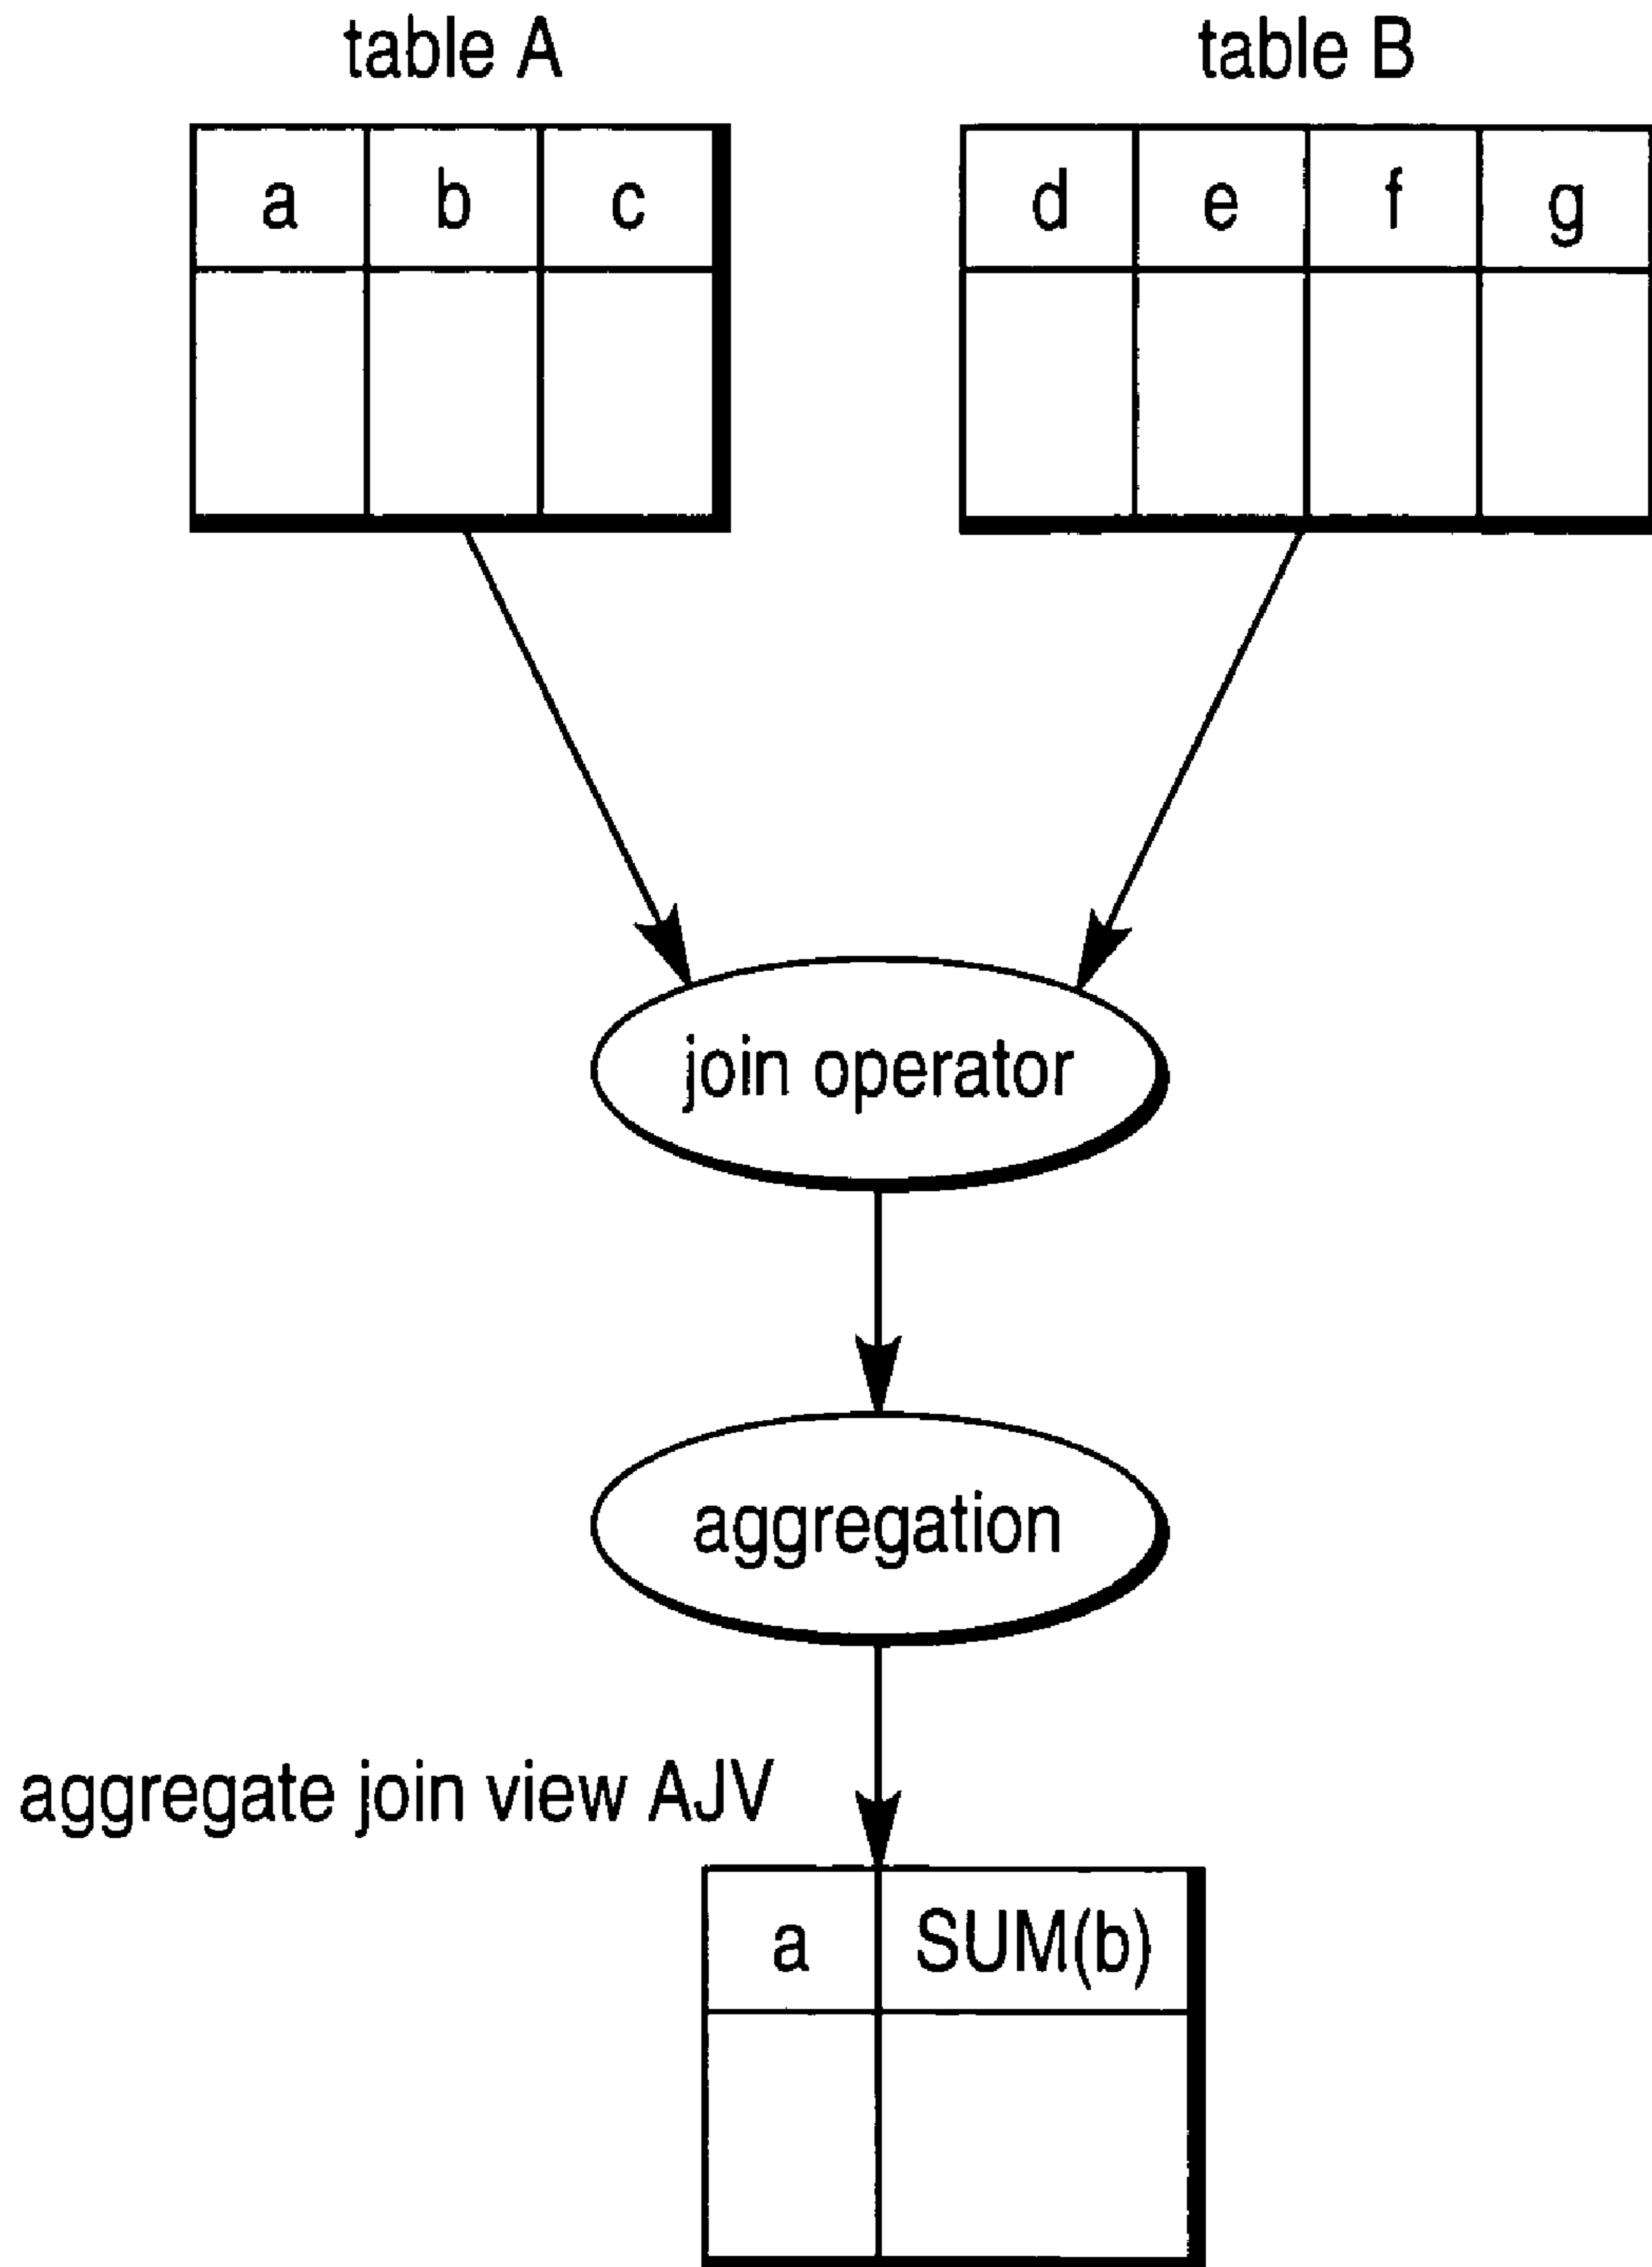 table A
table B
a b c
d e f g
join operator
aggregation
aggregate join view AJV
a SUM(b)